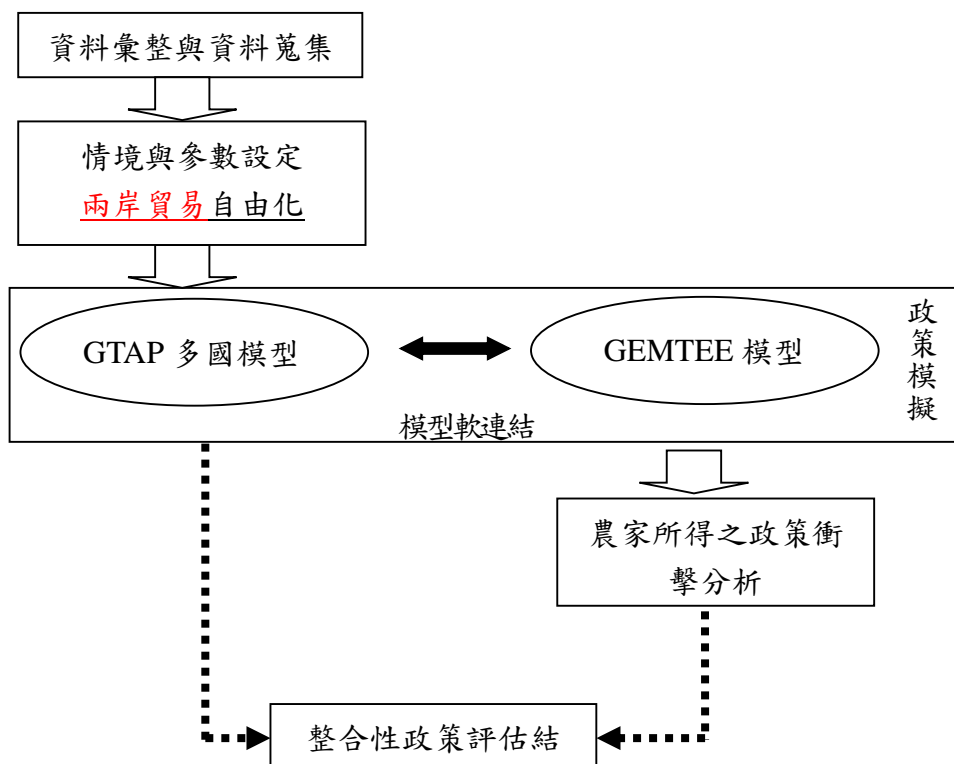 資料彙整與資料蒐集
情境與參數設定
兩岸貿易自由化
GTAP 多國模型
GEMTEE 模型
政策模擬
模型軟連結
農家所得之政策衝
擊分析
整合性政策評估結